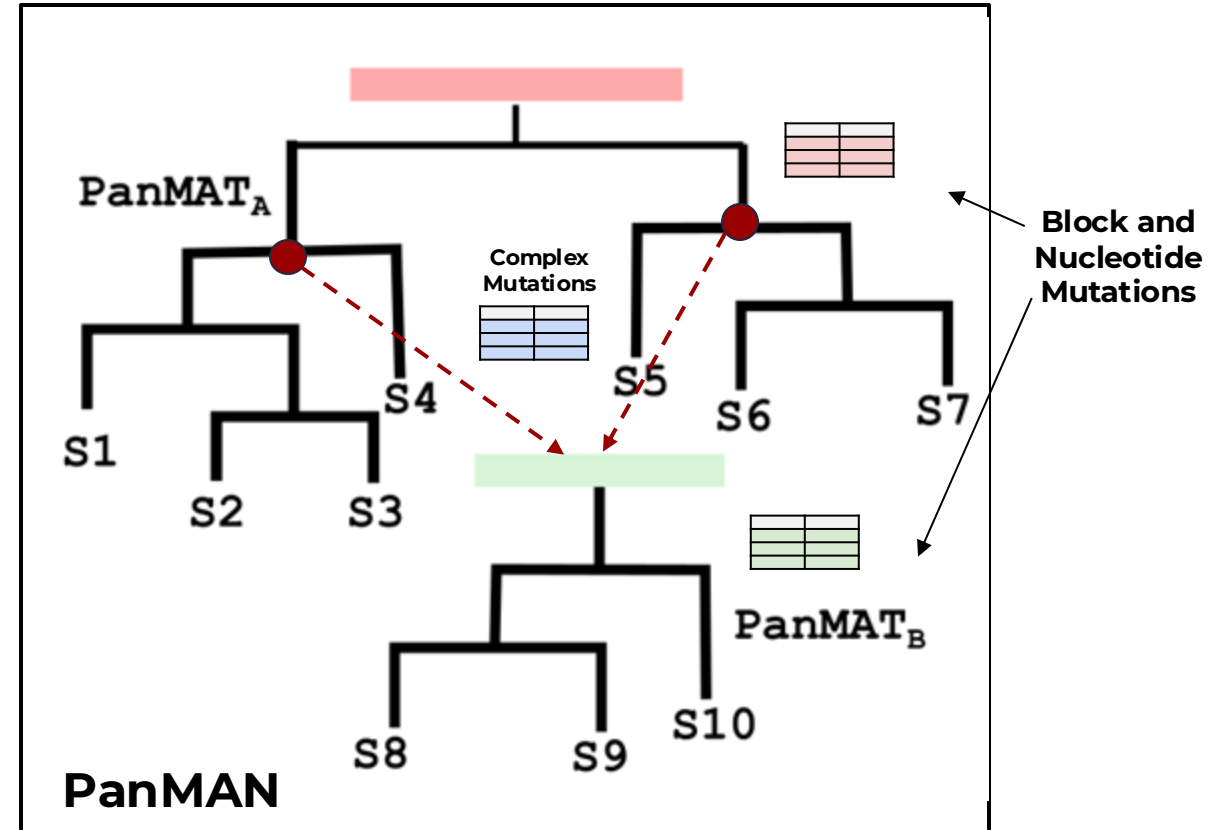 PanMATA
Complex
Mutations
Block and
Nucleotide
Mutations
S4
S5
S6
S7
S1
S2
S3
PanMATB
S10
S8
S9
PanMAN